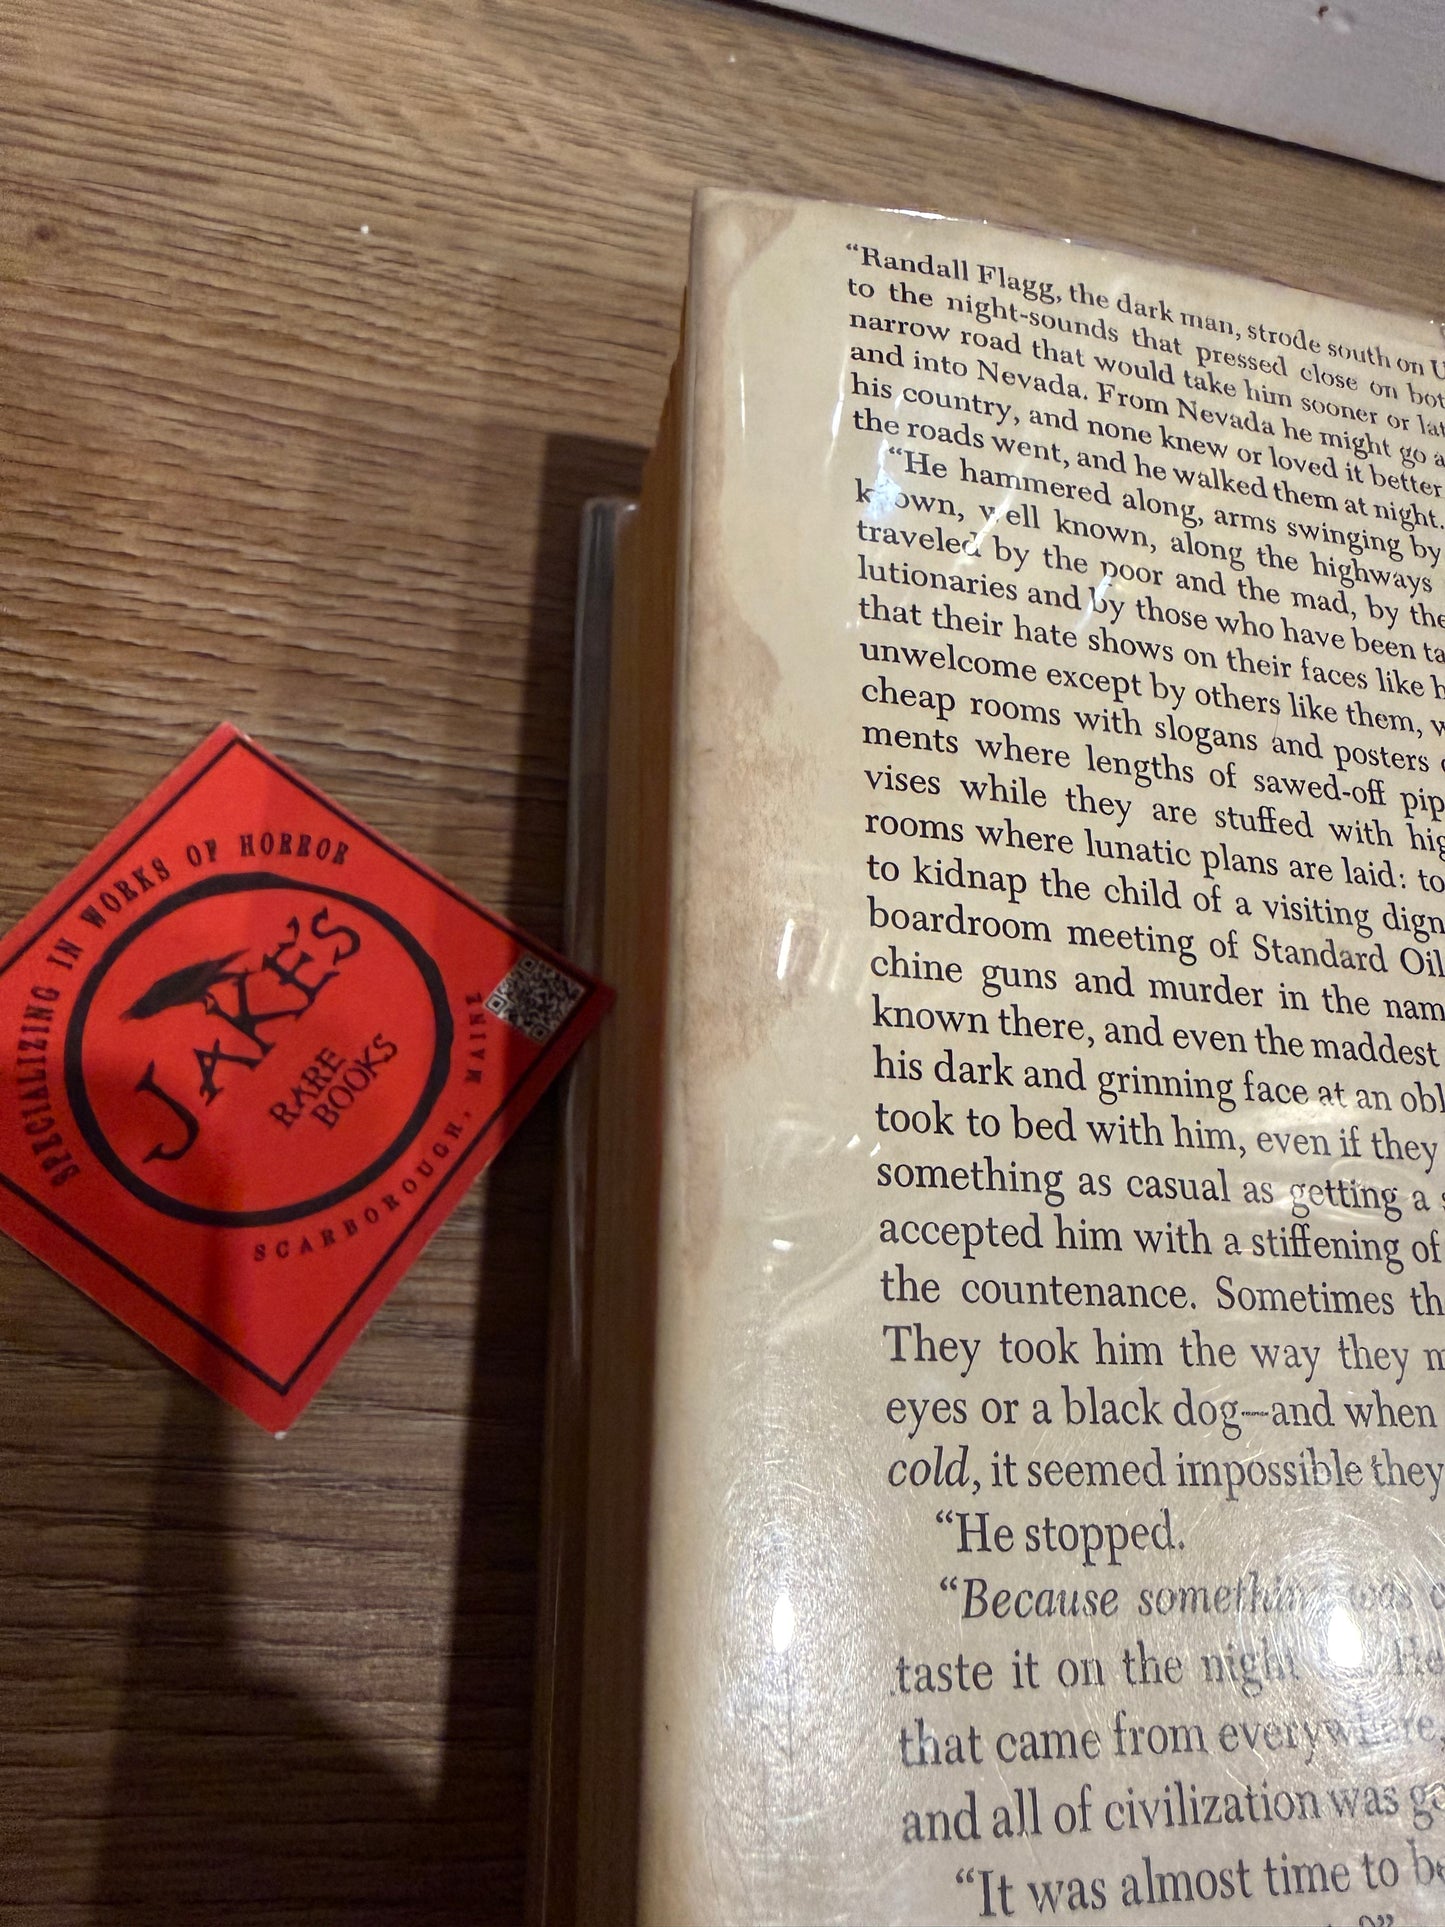 SPECIALIZING IN WORKS OF HORROR
JAKE'S
RARE
BOOKS
SCARBOROUGH, MAINE
“Randall Flagg, the dark man, strode south on
to the night-sounds that pressed close on
narrow road that would take him sooner or
and into Nevada. From Nevada he might go
his country, and none knew or loved it better
the roads went, and he walked them at night.
“He hammered along, arms swinging by
known, well known, along the highways
traveled by the poor and the mad, by the
lutionaries and by those who have been
that their hate shows on their faces like
unwelcome except by others like them,
cheap rooms with slogans and posters
ments where lengths of sawed-off
vises while they are stuffed with
rooms where lunatic plans are laid: to
to kidnap the child of a visiting
boardroom meeting of Standard Oil
chine guns and murder in the
known there, and even the maddest
his dark and grinning face at an
took to bed with him, even if they
something as casual as getting a
accepted him with a stiffening of
the countenance. Sometimes
They took him the way they
eyes or a black dog—and when
cold, it seemed impossible they
“He stopped.
“Because something was
taste it on the night He
that came from everywhere,
and all of civilization was
“It was almost time to